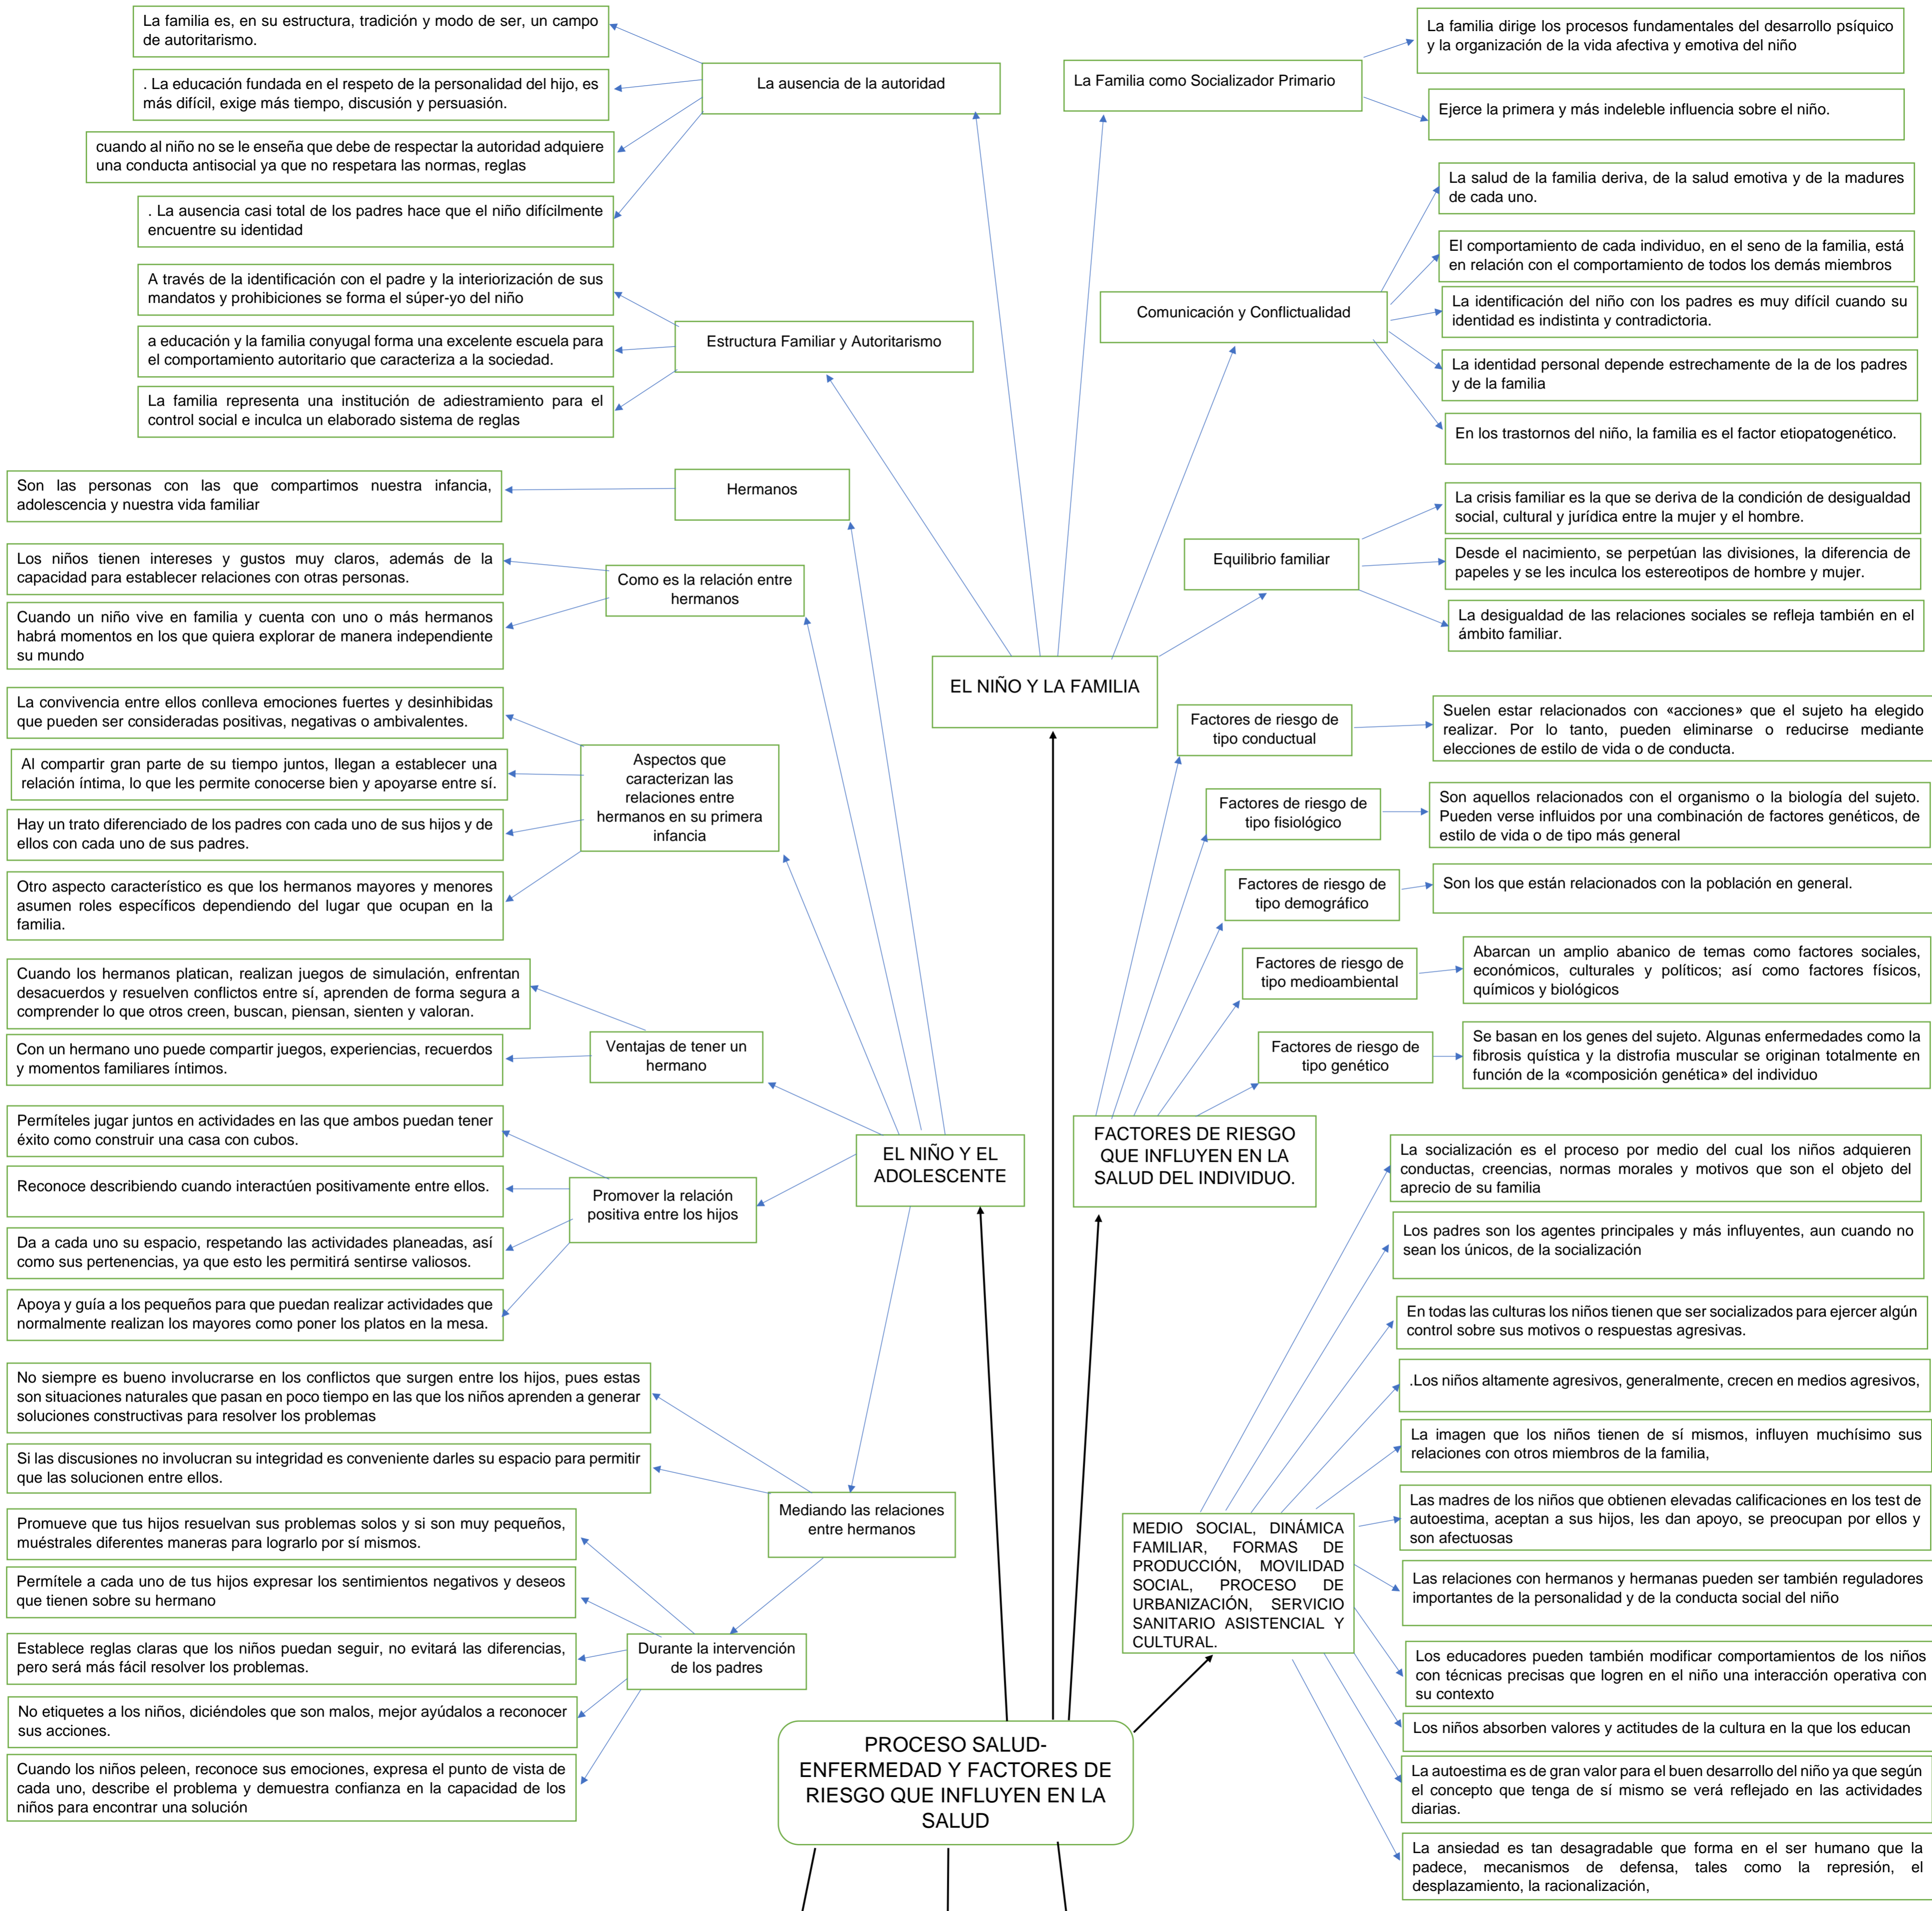 La familia es, en su estructura, tradición y modo de ser, un campo
de autoritarismo.
. La educación fundada en el respeto de la personalidad del hijo, es
más difícil, exige más tiempo, discusión y persuasión.
cuando al niño no se le enseña que debe de respectar la autoridad adquiere
una conducta antisocial ya que no respetara las normas, reglas
. La ausencia casi total de los padres hace que el niño difícilmente
encuentre su identidad
La ausencia de la autoridad
A través de la identificación con el padre y la interiorización de sus
mandatos y prohibiciones se forma el súper-yo del niño
a educación y la familia conyugal forma una excelente escuela para
el comportamiento autoritario que caracteriza a la sociedad.
La familia representa una institución de adiestramiento para el
control social e inculca un elaborado sistema de reglas
Estructura Familiar y Autoritarismo
La Familia como Socializador Primario
La familia dirige los procesos fundamentales del desarrollo psíquico
y la organización de la vida afectiva y emotiva del niño
Ejerce la primera y más indeleble influencia sobre el niño.
Comunicación y Conflictualidad
La salud de la familia deriva, de la salud emotiva y de la madures
de cada uno.
El comportamiento de cada individuo, en el seno de la familia, está
en relación con el comportamiento de todos los demás miembros
La identificación del niño con los padres es muy difícil cuando su
identidad es indistinta y contradictoria.
La identidad personal depende estrechamente de la de los padres
y de la familia
En los trastornos del niño, la familia es el factor etiopatogenético.
Equilibrio familiar
La crisis familiar es la que se deriva de la condición de desigualdad
social, cultural y jurídica entre la mujer y el hombre.
Desde el nacimiento, se perpetúan las divisiones, la diferencia de
papeles y se les inculca los estereotipos de hombre y mujer.
La desigualdad de las relaciones sociales se refleja también en el
ámbito familiar.
EL NIÑO Y LA FAMILIA
Son las personas con las que compartimos nuestra infancia,
adolescencia y nuestra vida familiar
Hermanos
Los niños tienen intereses y gustos muy claros, además de la
capacidad para establecer relaciones con otras personas.
Cuando un niño vive en familia y cuenta con uno o más hermanos
habrá momentos en los que quiera explorar de manera independiente
su mundo
Como es la relación entre
hermanos
La convivencia entre ellos conlleva emociones fuertes y desinhibidas
que pueden ser consideradas positivas, negativas o ambivalentes.
Al compartir gran parte de su tiempo juntos, llegan a establecer una
relación íntima, lo que les permite conocerse bien y apoyarse entre sí.
Hay un trato diferenciado de los padres con cada uno de sus hijos y de
ellos con cada uno de sus padres.
Otro aspecto característico es que los hermanos mayores y menores
asumen roles específicos dependiendo del lugar que ocupan en la
familia.
Aspectos que
caracterizan las
relaciones entre
hermanos en su primera
infancia
Cuando los hermanos platican, realizan juegos de simulación, enfrentan
desacuerdos y resuelven conflictos entre sí, aprenden de forma segura a
comprender lo que otros creen, buscan, piensan, sienten y valoran.
Con un hermano uno puede compartir juegos, experiencias, recuerdos
y momentos familiares íntimos.
Ventajas de tener un
hermano
Permíteles jugar juntos en actividades en las que ambos puedan tener
éxito como construir una casa con cubos.
Reconoce describiendo cuando interactúen positivamente entre ellos.
Da a cada uno su espacio, respetando las actividades planeadas, así
como sus pertenencias, ya que esto les permitirá sentirse valiosos.
Apoya y guía a los pequeños para que puedan realizar actividades que
normalmente realizan los mayores como poner los platos en la mesa.
Promover la relación
positiva entre los hijos
EL NIÑO Y EL
ADOLESCENTE
No siempre es bueno involucrarse en los conflictos que surgen entre los hijos, pues estas
son situaciones naturales que pasan en poco tiempo en las que los niños aprenden a generar
soluciones constructivas para resolver los problemas
Si las discusiones no involucran su integridad es conveniente darles su espacio para permitir
que las solucionen entre ellos.
Mediando las relaciones
entre hermanos
Promueve que tus hijos resuelvan sus problemas solos y si son muy pequeños,
muéstrales diferentes maneras para lograrlo por sí mismos.
Permítele a cada uno de tus hijos expresar los sentimientos negativos y deseos
que tienen sobre su hermano
Establece reglas claras que los niños puedan seguir, no evitará las diferencias,
pero será más fácil resolver los problemas.
No etiquetes a los niños, diciéndoles que son malos, mejor ayúdalos a reconocer
sus acciones.
Cuando los niños peleen, reconoce sus emociones, expresa el punto de vista de
cada uno, describe el problema y demuestra confianza en la capacidad de los
niños para encontrar una solución
Durante la intervención
de los padres
Factores de riesgo de
tipo conductual
Suelen estar relacionados con «acciones» que el sujeto ha elegido
realizar. Por lo tanto, pueden eliminarse o reducirse mediante
elecciones de estilo de vida o de conducta.
Factores de riesgo de
tipo fisiológico
Son aquellos relacionados con el organismo o la biología del sujeto.
Pueden verse influidos por una combinación de factores genéticos, de
estilo de vida o de tipo más general
Factores de riesgo de
tipo demográfico
Son los que están relacionados con la población en general.
Factores de riesgo de
tipo medioambiental
Abarcan un amplio abanico de temas como factores sociales,
económicos, culturales y políticos; así como factores físicos,
químicos y biológicos
Factores de riesgo de
tipo genético
Se basan en los genes del sujeto. Algunas enfermedades como la
fibrosis quística y la distrofia muscular se originan totalmente en
función de la «composición genética» del individuo
FACTORES DE RIESGO
QUE INFLUYEN EN LA
SALUD DEL INDIVIDUO.
La socialización es el proceso por medio del cual los niños adquieren
conductas, creencias, normas morales y motivos que son el objeto del
aprecio de su familia
Los padres son los agentes principales y más influyentes, aun cuando no
sean los únicos, de la socialización
En todas las culturas los niños tienen que ser socializados para ejercer algún
control sobre sus motivos o respuestas agresivas.
.Los niños altamente agresivos, generalmente, crecen en medios agresivos,
La imagen que los niños tienen de sí mismos, influyen muchísimo sus
relaciones con otros miembros de la familia,
Las madres de los niños que obtienen elevadas calificaciones en los test de
autoestima, aceptan a sus hijos, les dan apoyo, se preocupan por ellos y
son afectuosas
Las relaciones con hermanos y hermanas pueden ser también reguladores
importantes de la personalidad y de la conducta social del niño
Los educadores pueden también modificar comportamientos de los niños
con técnicas precisas que logren en el niño una interacción operativa con
su contexto
Los niños absorben valores y actitudes de la cultura en la que los educan
La autoestima es de gran valor para el buen desarrollo del niño ya que según
el concepto que tenga de sí mismo se verá reflejado en las actividades
diarias.
La ansiedad es tan desagradable que forma en el ser humano que la
padece, mecanismos de defensa, tales como la represión, el
desplazamiento, la racionalización,
MEDIO SOCIAL, DINÁMICA
FAMILIAR, FORMAS DE
PRODUCCIÓN, MOVILIDAD
SOCIAL, PROCESO DE
URBANIZACIÓN, SERVICIO
SANITARIO ASISTENCIAL Y
CULTURAL.
PROCESO SALUD-
ENFERMEDAD Y FACTORES DE
RIESGO QUE INFLUYEN EN LA
SALUD